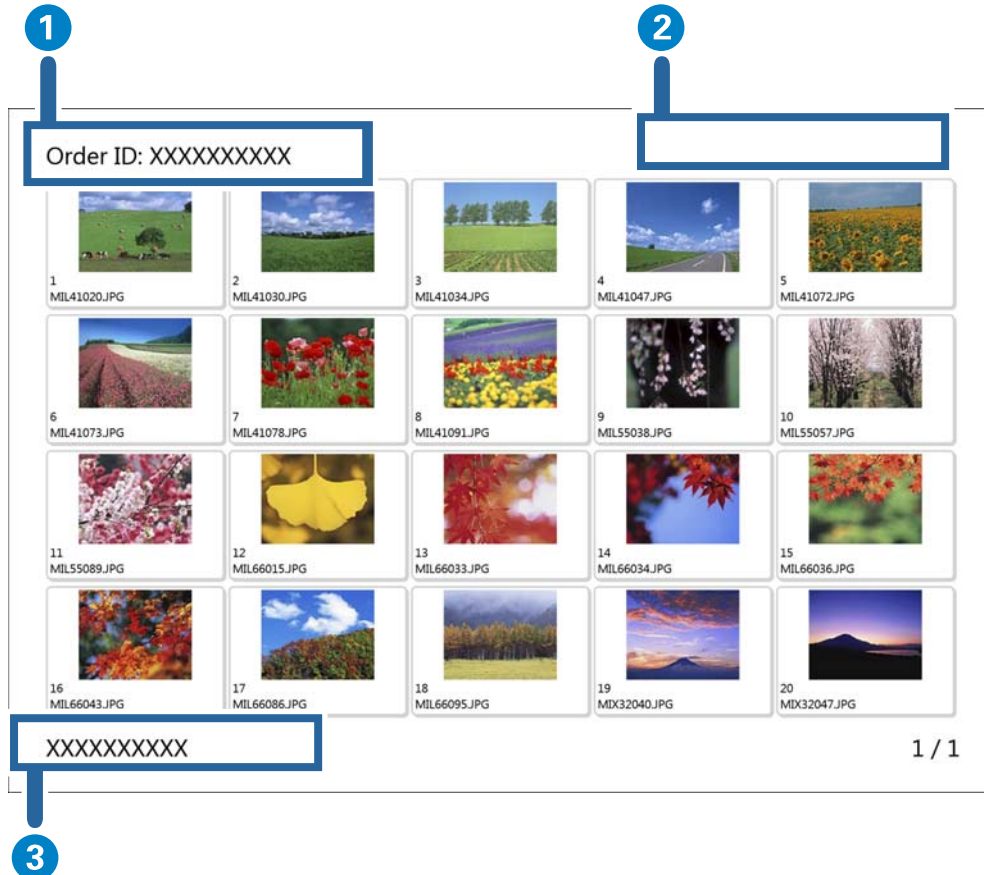 1
2
Order ID: XXXXXXXXXX
1
MIL41020.JPG
2
MIL41030.JPG
3
MIL41034.JPG
4
MIL41047.JPG
5
MIL41072.JPG
6
MIL41073.JPG
7
MIL41078.JPG
8
MIL41091.JPG
9
MIL55038.JPG
10
MIL55057.JPG
11
MIL55089.JPG
12
MIL66015.JPG
13
MIL66033.JPG
14
MIL66034.JPG
15
MIL66036.JPG
16
MIL66043.JPG
17
MIL66086.JPG
18
MIL66095.JPG
19
MIX32040.JPG
20
MIX32047.JPG
XXXXXXXXXX
1 / 1
3